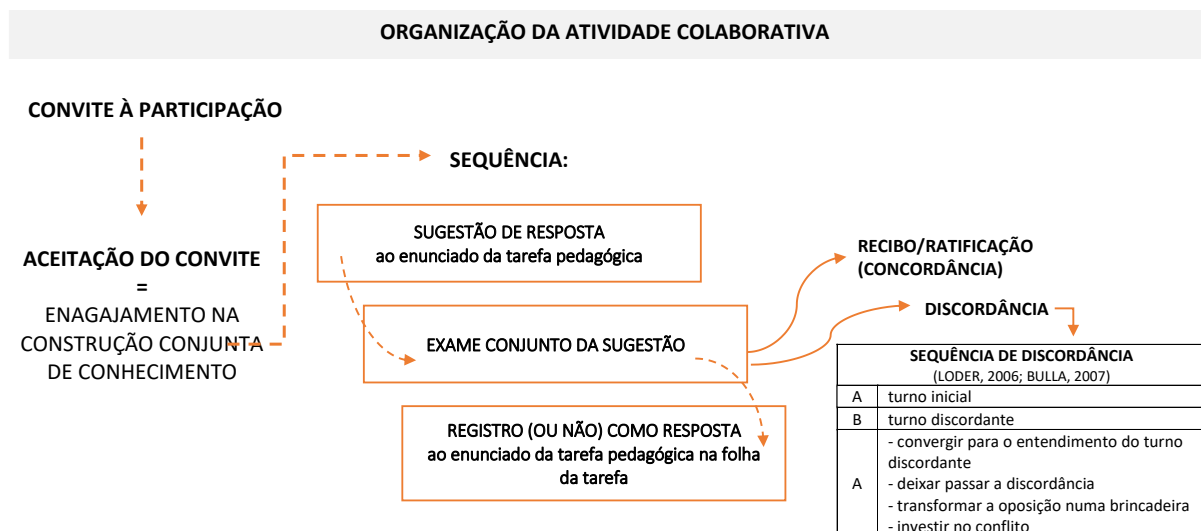 ORGANIZAÇÃO DA ATIVIDADE COLABORATIVA
CONVITE À PARTICIPAÇÃO
ACEITAÇÃO DO CONVITE
=
ENAGAJAMENTO NA
CONSTRUÇÃO CONJUNTA
DE CONHECIMENTO
SEQUÊNCIA:
SUGESTÃO DE RESPOSTA
ao enunciado da tarefa pedagógica
EXAME CONJUNTO DA SUGESTÃO
REGISTRO (OU NÃO) COMO RESPOSTA
ao enunciado da tarefa pedagógica na folha
da tarefa
RECIBO/RATIFICAÇÃO
(CONCORDÂNCIA)
DISCORDÂNCIA
SEQUÊNCIA DE DISCORDÂNCIA
(LODER, 2006; BULLA, 2007)
A turno inicial
B turno discordante
A
- convergir para o entendimento do turno
discordante
- deixar passar a discordância
- transformar a oposição numa brincadeira
- investir no conflito